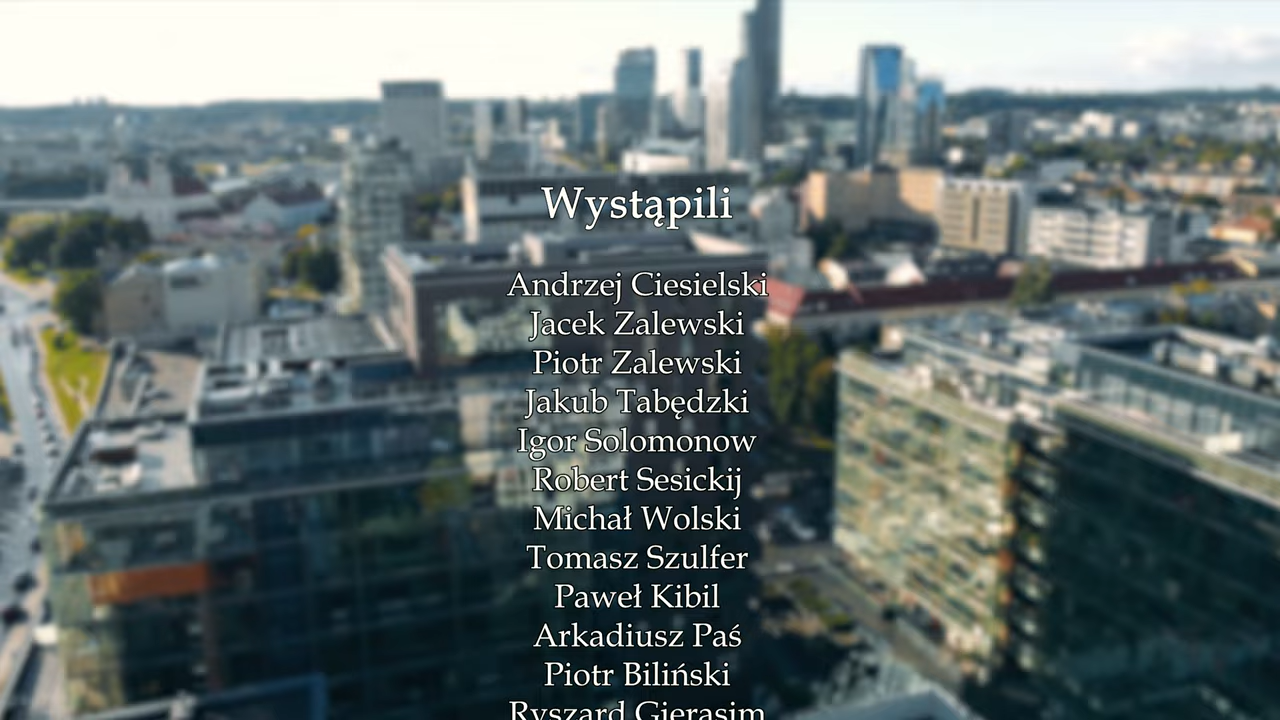 Wystąpili
Andrzej Ciesielski
Jacek Zalewski
Piotr Zalewski
Jakub Tabędzki
Igor Solomonow
Robert Sesickij
Michał Wolski
Tomasz Szulfer
Paweł Kibil
Arkadiusz Paś
Piotr Biliński
Ryszard Gierasim